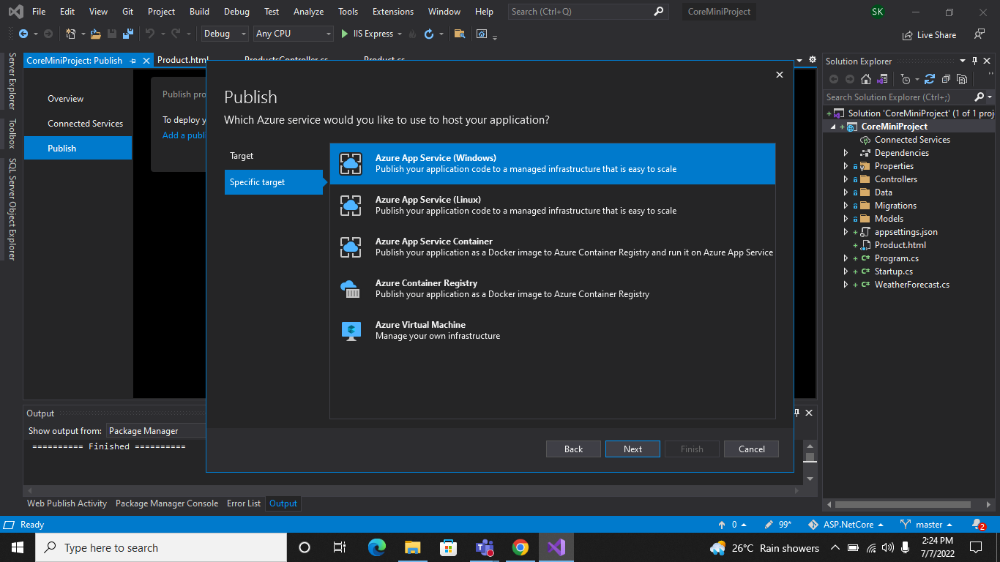 File Edit View Git Project Build Debug Test Analyze Tools Extensions Window Help Search (Ctrl+Q) CoreMiniProject SK
Debug Any CPU IIS Express Live Share
Server Explorer
Toolbox
SQL Server Object Explorer
CoreMiniProject: Publish Product.html ProductsController.cs Product.cs
Overview
Connected Services
Publish
Publish pro
To deploy y
Add a publi
Publish
Which Azure service would you like to use to host your application?
Target
Specific target
Azure App Service (Windows)
Publish your application code to a managed infrastructure that is easy to scale
Azure App Service (Linux)
Publish your application code to a managed infrastructure that is easy to scale
Azure App Service Container
Publish your application as a Docker image to Azure Container Registry and run it on Azure App Service
Azure Container Registry
Publish your application as a Docker image to Azure Container Registry
Azure Virtual Machine
Manage your own infrastructure
Back Next Finish Cancel
Solution Explorer
Search Solution Explorer (Ctrl+;)
Solution 'CoreMiniProject' (1 of 1 proj
CoreMiniProject
Connected Services
Dependencies
Properties
Controllers
Data
Migrations
Models
appsettings.json
Product.html
C# Program.cs
C# Startup.cs
C# WeatherForecast.cs
Output
Show output from: Package Manager
========== Finished ==========
Web Publish Activity Package Manager Console Error List Output
Ready 0 99* ASP.NetCore master 2
Type here to search 26°C Rain showers 2:24 PM
7/7/2022